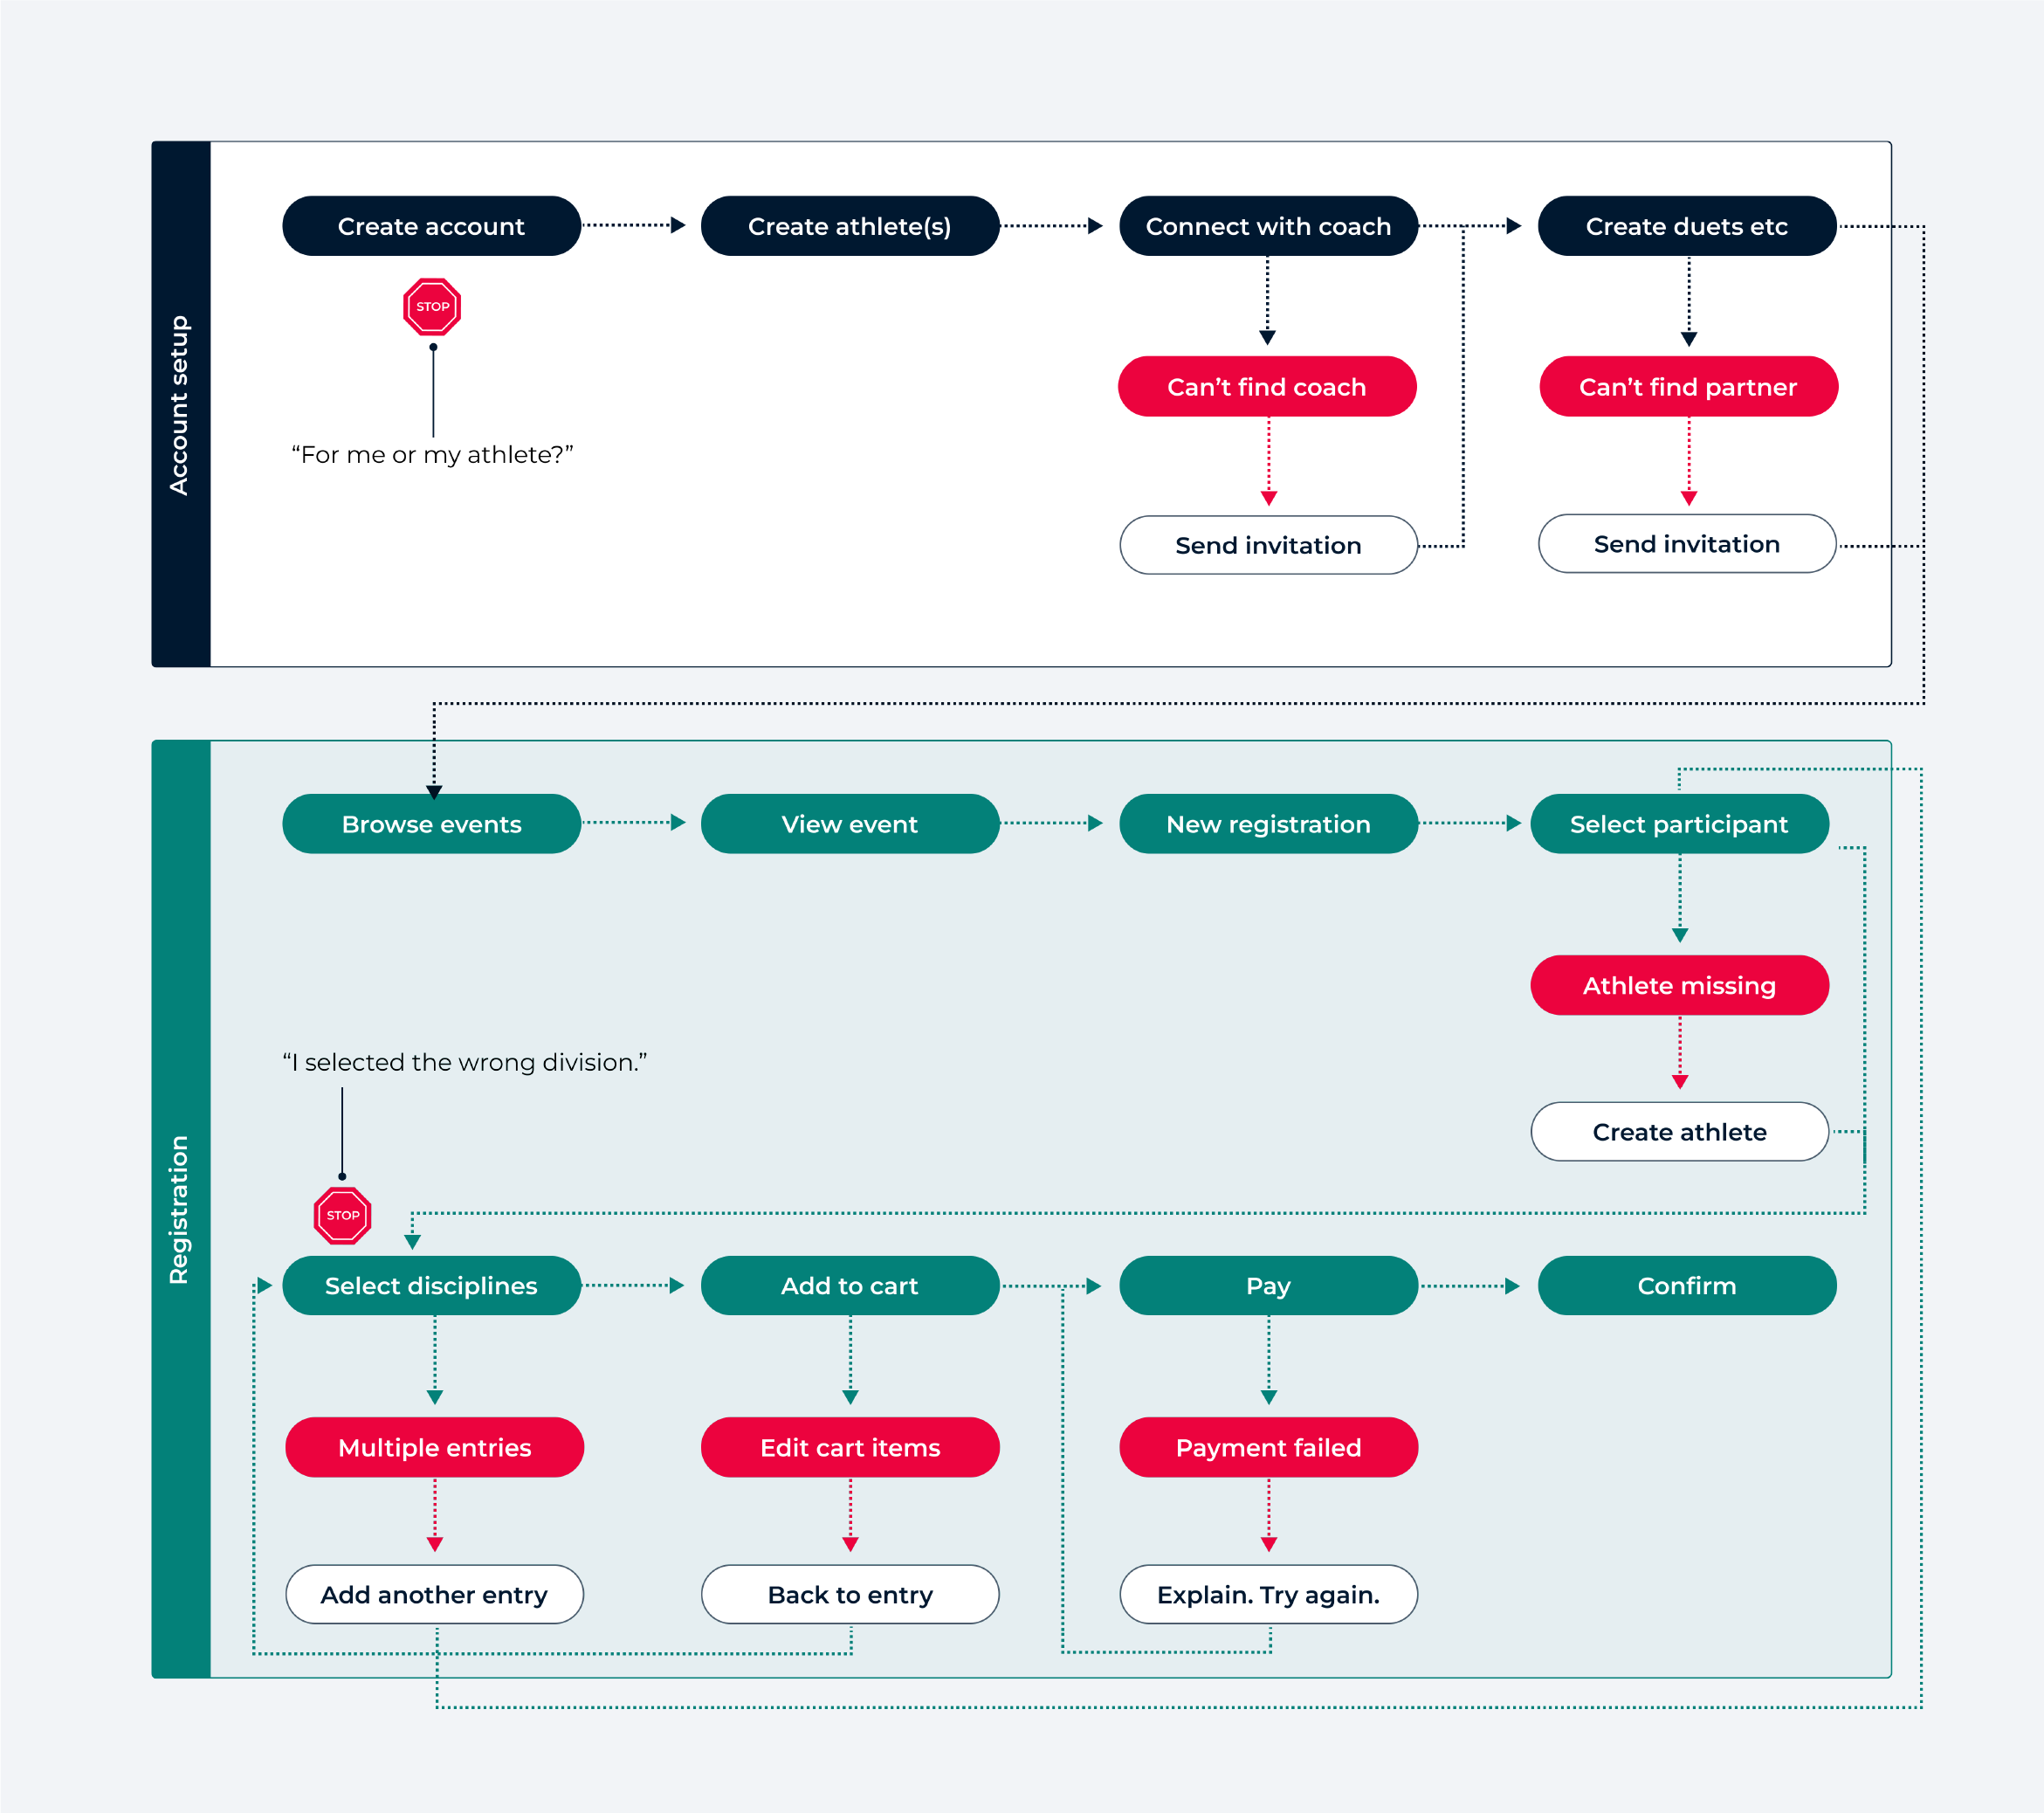 Account setup
Create account
Create athlete(s)
Connect with coach
Create duets etc
STOP
“For me or my athlete?”
Can’t find coach
Can’t find partner
Send invitation
Send invitation
Registration
Browse events
View event
New registration
Select participant
Athlete missing
Create athlete
“I selected the wrong division.”
STOP
Select disciplines
Add to cart
Pay
Confirm
Multiple entries
Edit cart items
Payment failed
Add another entry
Back to entry
Explain. Try again.